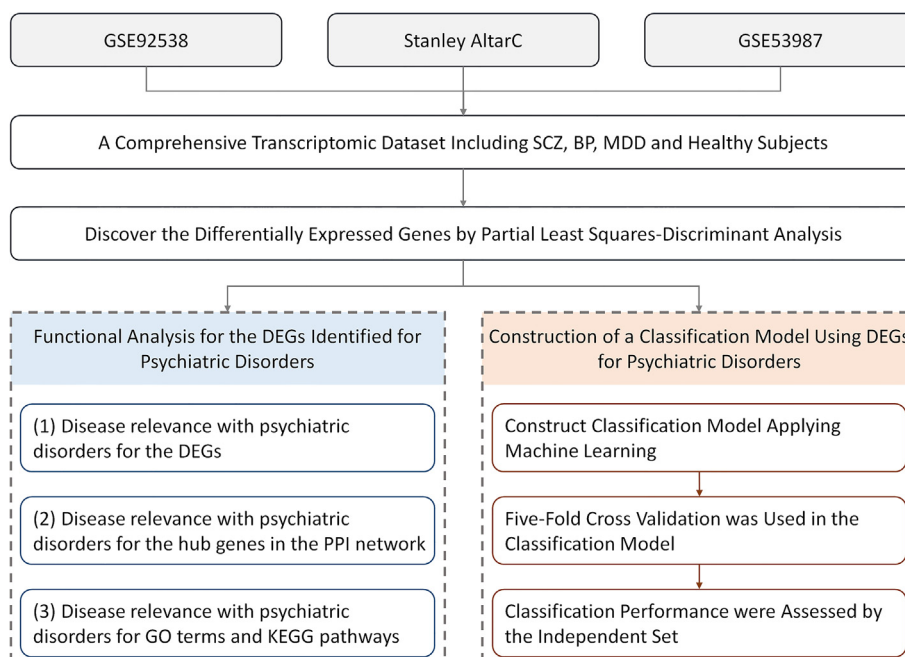 GSE92538
Stanley AltarC
GSE53987
A Comprehensive Transcriptomic Dataset Including SCZ, BP, MDD and Healthy Subjects
Discover the Differentially Expressed Genes by Partial Least Squares-Discriminant Analysis
Functional Analysis for the DEGs Identified for
Psychiatric Disorders
(1) Disease relevance with psychiatric
disorders for the DEGs
(2) Disease relevance with psychiatric
disorders for the hub genes in the PPI network
(3) Disease relevance with psychiatric
disorders for GO terms and KEGG pathways
Construction of a Classification Model Using DEGs
for Psychiatric Disorders
Construct Classification Model Applying
Machine Learning
Five-Fold Cross Validation was Used in the
Classification Model
Classification Performance were Assessed by
the Independent Set